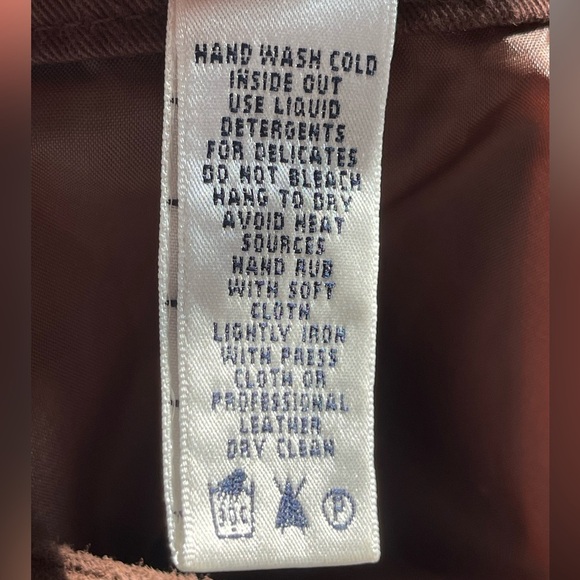 HAND WASH COLD
INSIDE OUT
USE LIQUID
DETERGENTS
FOR DELICATES
DO NOT BLEACH
HANG TO DRY
AVOID HEAT
SOURCES
HAND RUB
WITH SOFT
CLOTH
LIGHTLY IRON
WITH PRESS
CLOTH OR
PROFESSIONAL
LEATHER
DRY CLEAN
30C P